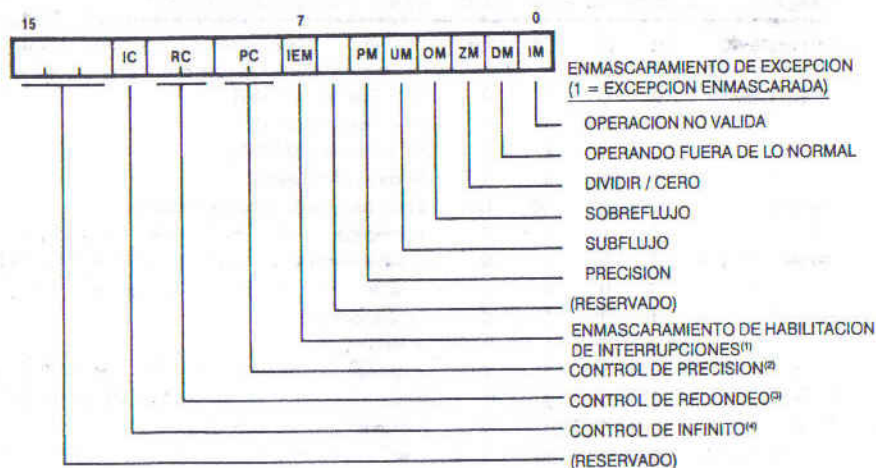 15 7 0
IC RC PC IEM PM UM OM ZM DM IM
ENMASCARAMIENTO DE EXCEPCION
(1 = EXCEPCION ENMASCARADA)
OPERACION NO VALIDA
OPERANDO FUERA DE LO NORMAL
DIVIDIR / CERO
SOBREFLUJO
SUBFLUJO
PRECISION
(RESERVADO)
ENMASCARAMIENTO DE HABILITACION
DE INTERRUPCIONES(1)
CONTROL DE PRECISION(2)
CONTROL DE REDONDEO(3)
CONTROL DE INFINITO(4)
(RESERVADO)